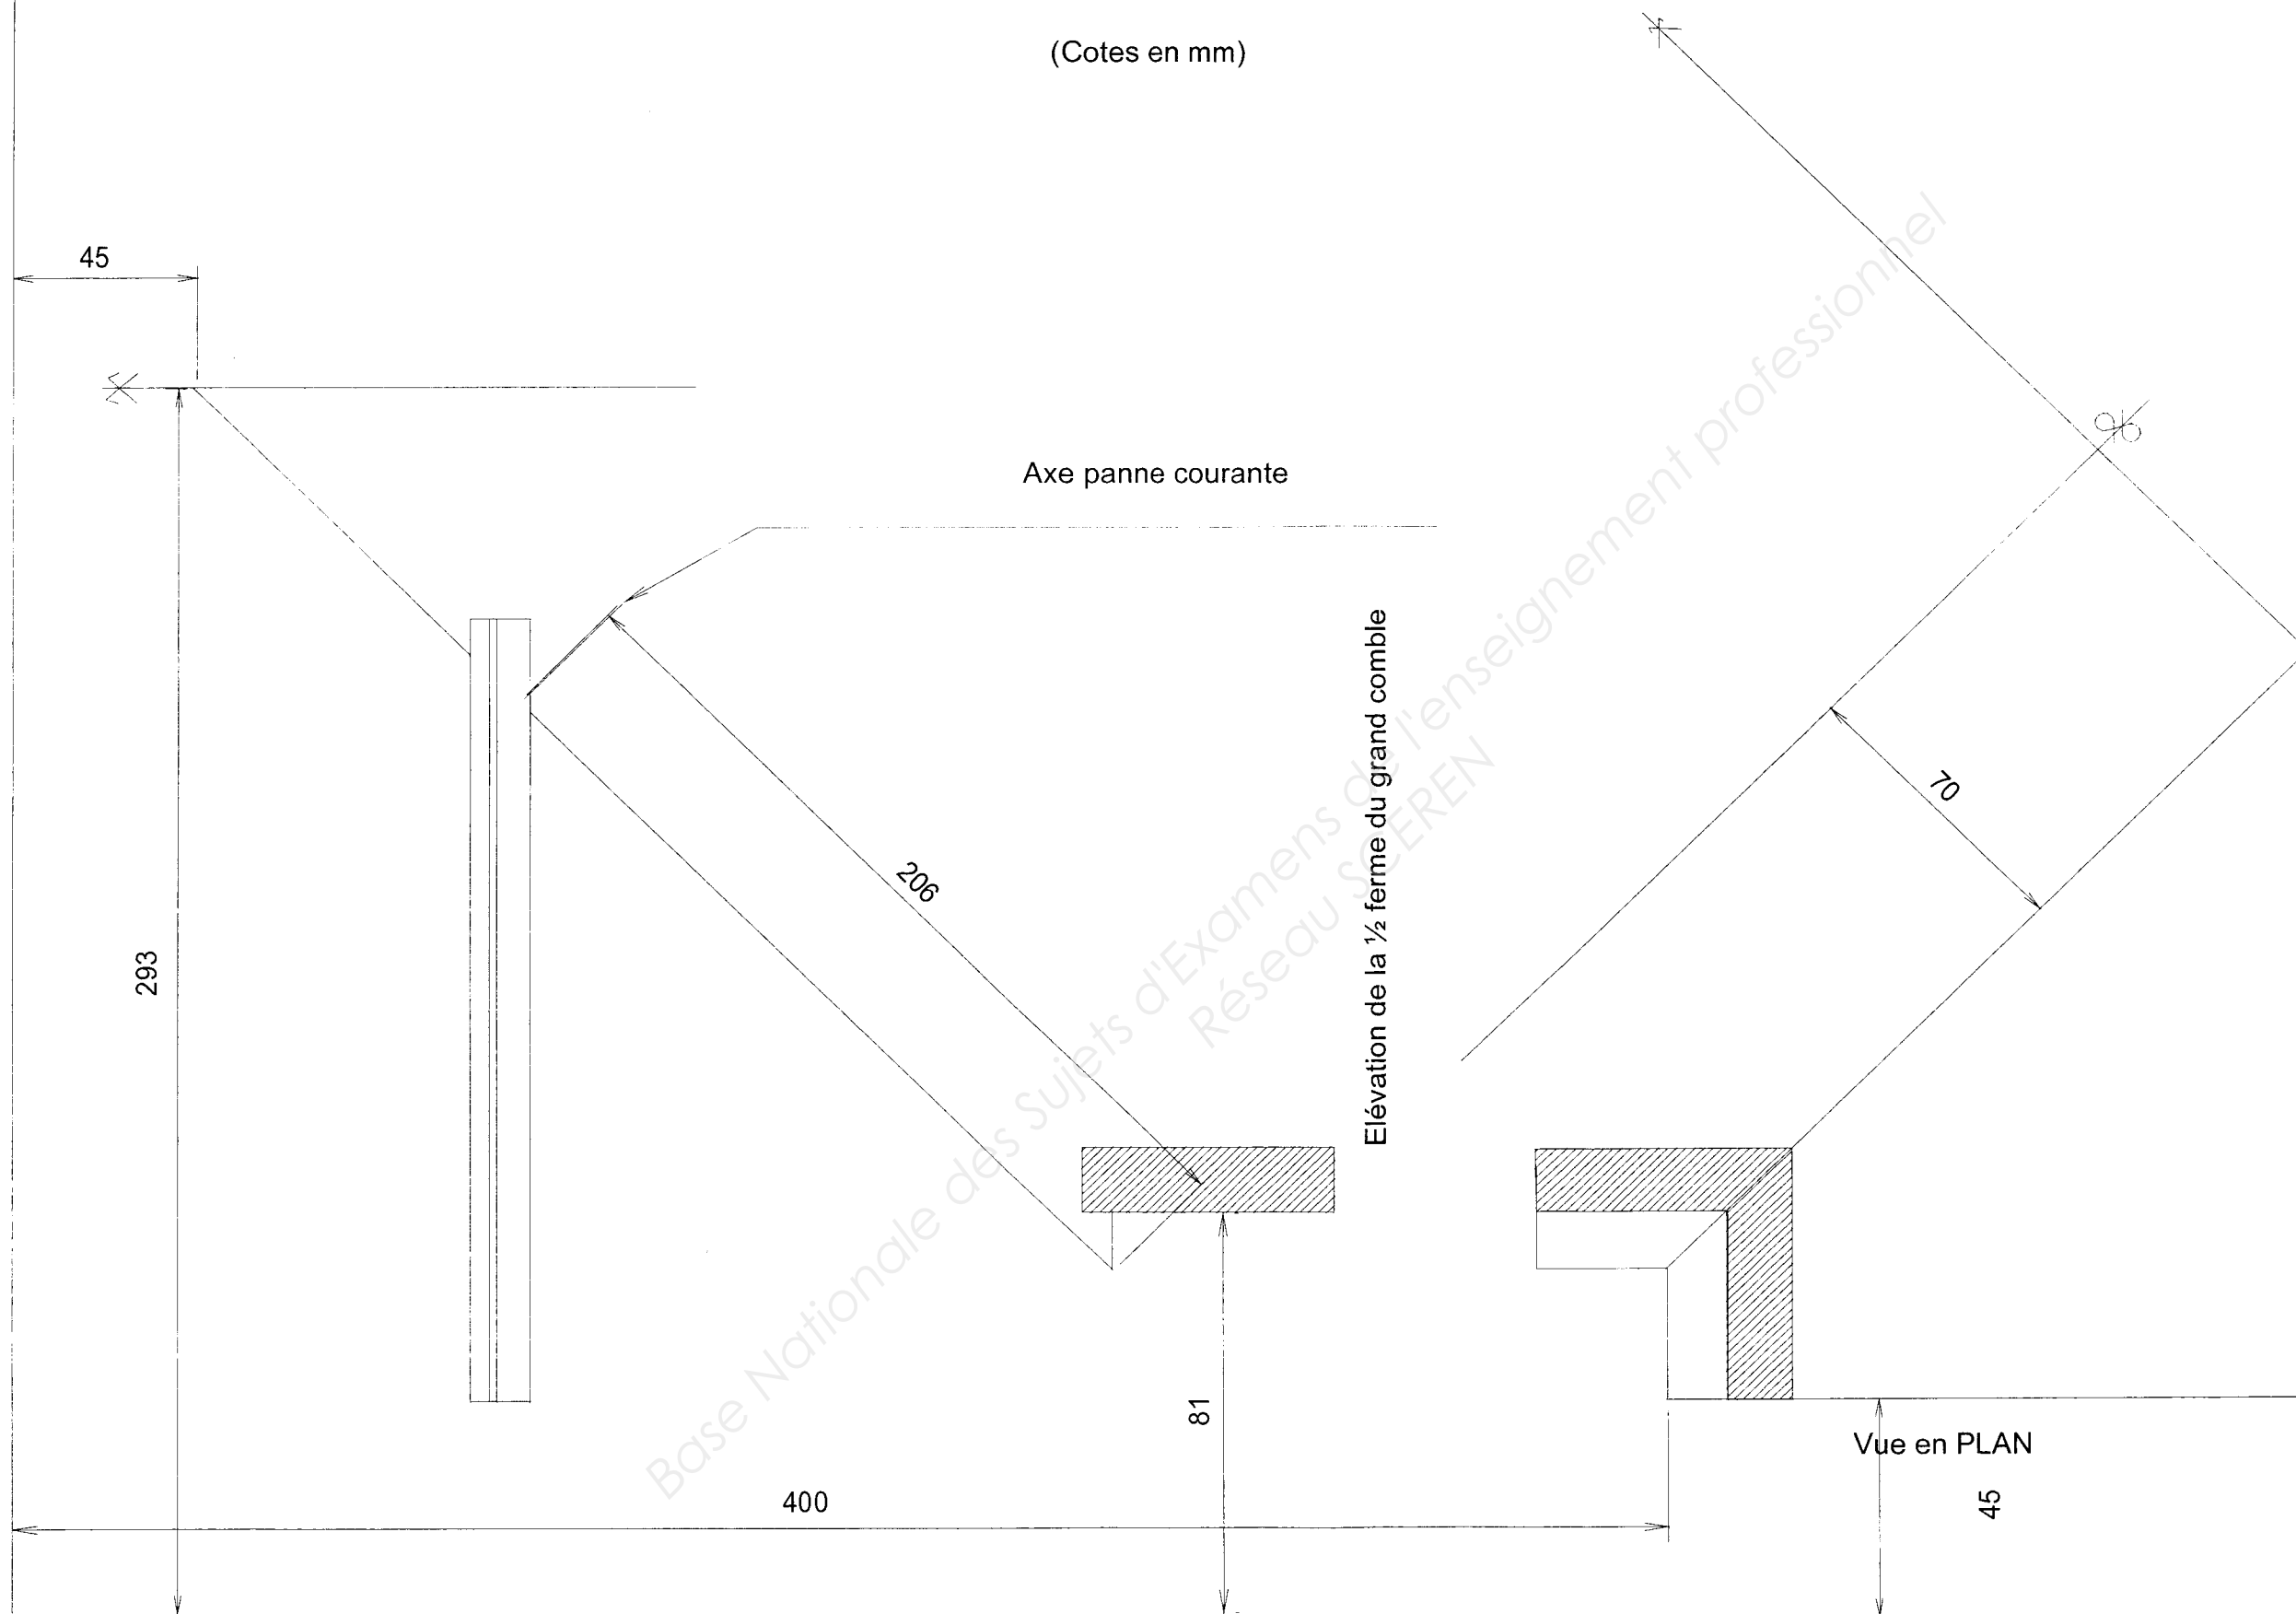 (Cotes en mm)
45
Axe panne courante
206
Elévation de la ½ ferme du grand comble
70
293
81
400
Vue en PLAN
45
Base Nationale des Sujets d'Examens de l'enseignement professionnel
Réseau SCEREN